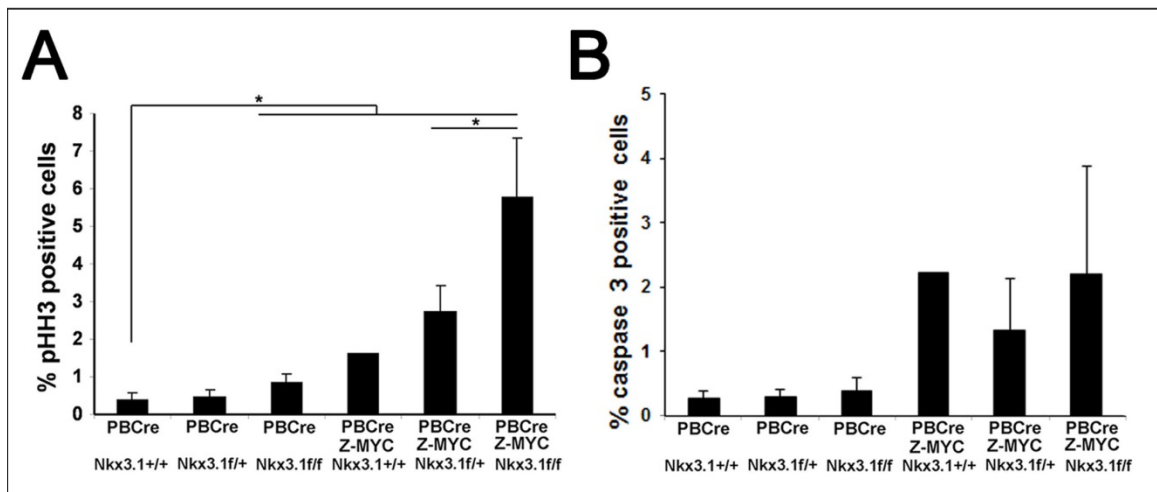 A
*
*
8
7
6
5
4
3
2
1
0
% pHH3 positive cells
PBCre PBCre PBCre PBCre PBCre PBCre
Z-MYC Z-MYC Z-MYC
Nkx3.1+/+ Nkx3.1f/+ Nkx3.1f/f Nkx3.1+/+ Nkx3.1f/+ Nkx3.1f/f
B
5
4
3
2
1
0
% caspase 3 positive cells
PBCre PBCre PBCre PBCre PBCre PBCre
Z-MYC Z-MYC Z-MYC
Nkx3.1+/+ Nkx3.1f/+ Nkx3.1f/f Nkx3.1+/+ Nkx3.1f/+ Nkx3.1f/f